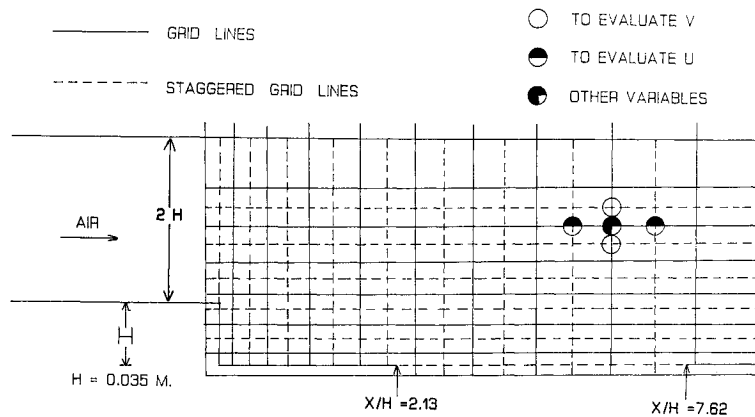 GRID LINES
STAGGERED GRID LINES
TO EVALUATE V
TO EVALUATE U
OTHER VARIABLES
2 H
AIR
H
H = 0.035 M.
X/H =2.13
X/H =7.62